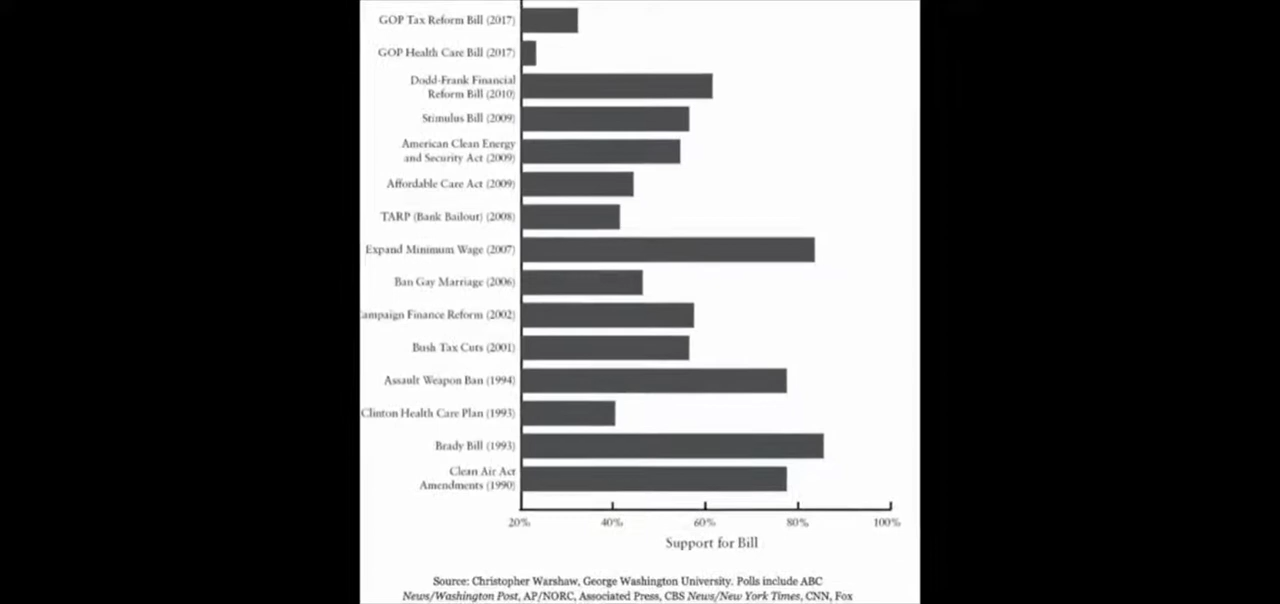 GOP Tax Reform Bill (2017)
GOP Health Care Bill (2017)
Dodd-Frank Financial
Reform Bill (2010)
Stimulus Bill (2009)
American Clean Energy
and Security Act (2009)
Affordable Care Act (2009)
TARP (Bank Bailout) (2008)
Expand Minimum Wage (2007)
Ban Gay Marriage (2006)
ampaign Finance Reform (2002)
Bush Tax Cuts (2001)
Assault Weapon Ban (1994)
Clinton Health Care Plan (1993)
Brady Bill (1993)
Clean Air Act
Amendments (1990)
20% 40% 60% 80% 100%
Support for Bill
Source: Christopher Warshaw, George Washington University. Polls include ABC
News/Washington Post, AP/NORC, Associated Press, CBS News/New York Times, CNN, Fox